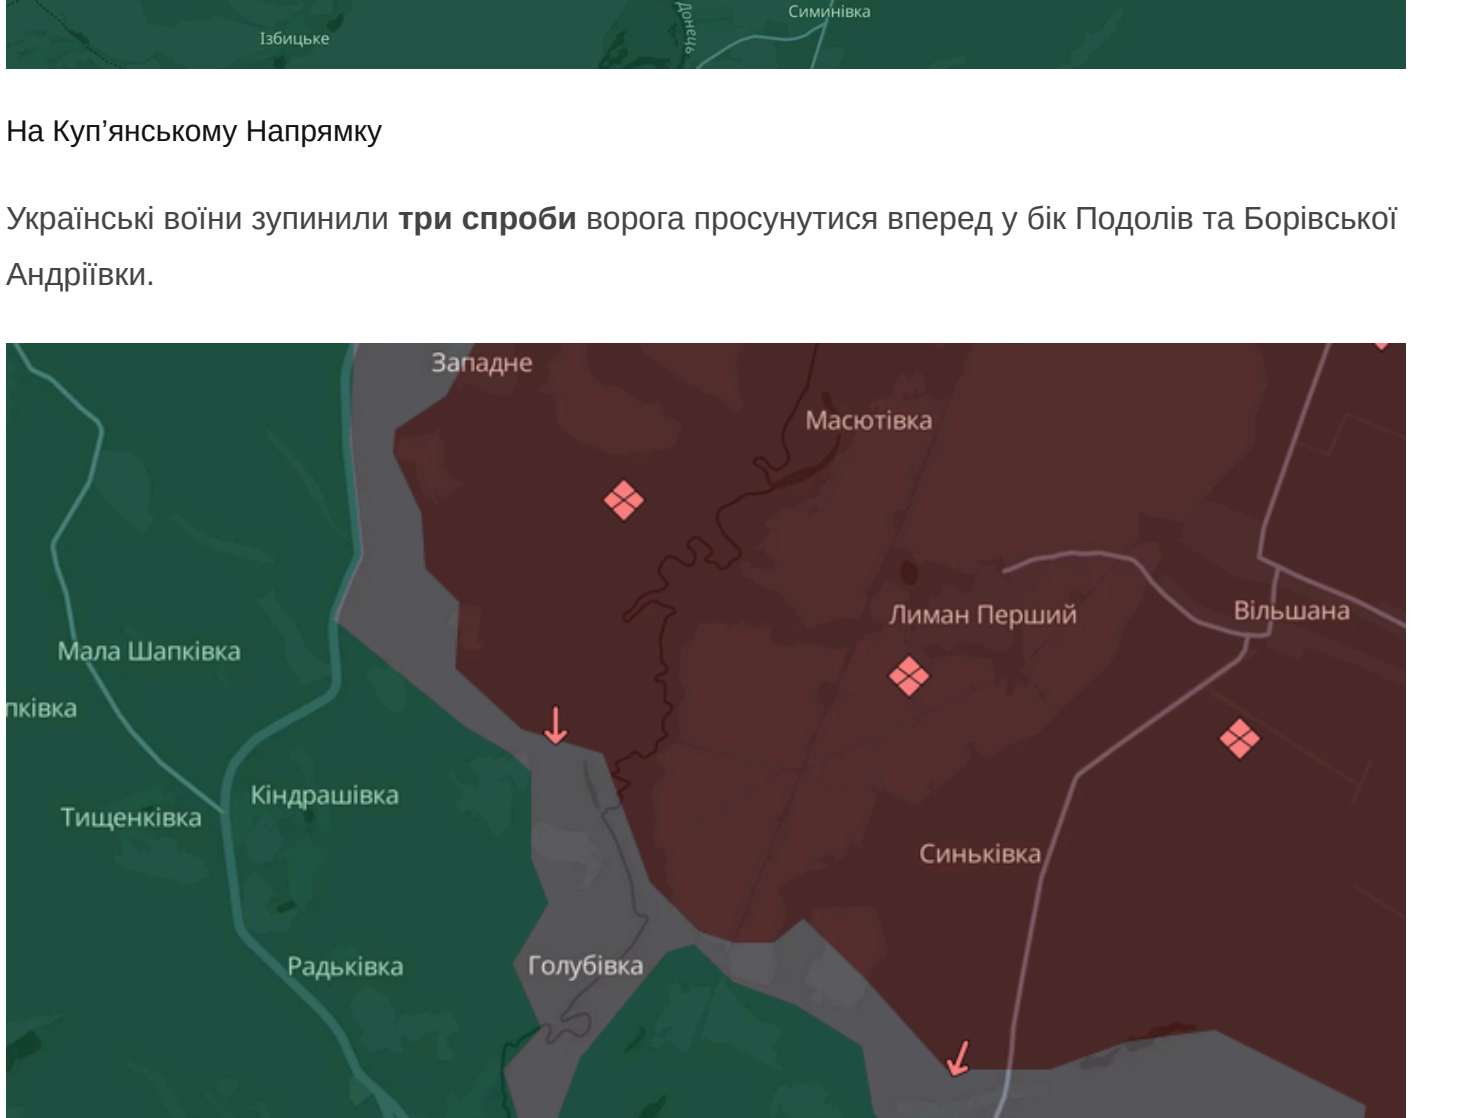 Симинівка
Донець
Ізбицьке
На Куп’янському Напрямку
Українські воїни зупинили три спроби ворога просунутися вперед у бік Подолів та Борівської
Андріївки.
Западне
Масютівка
Лиман Перший
Вільшана
Мала Шапківка
пківка
Кіндрашівка
Тищенківка
Синьківка
Радьківка
Голубівка